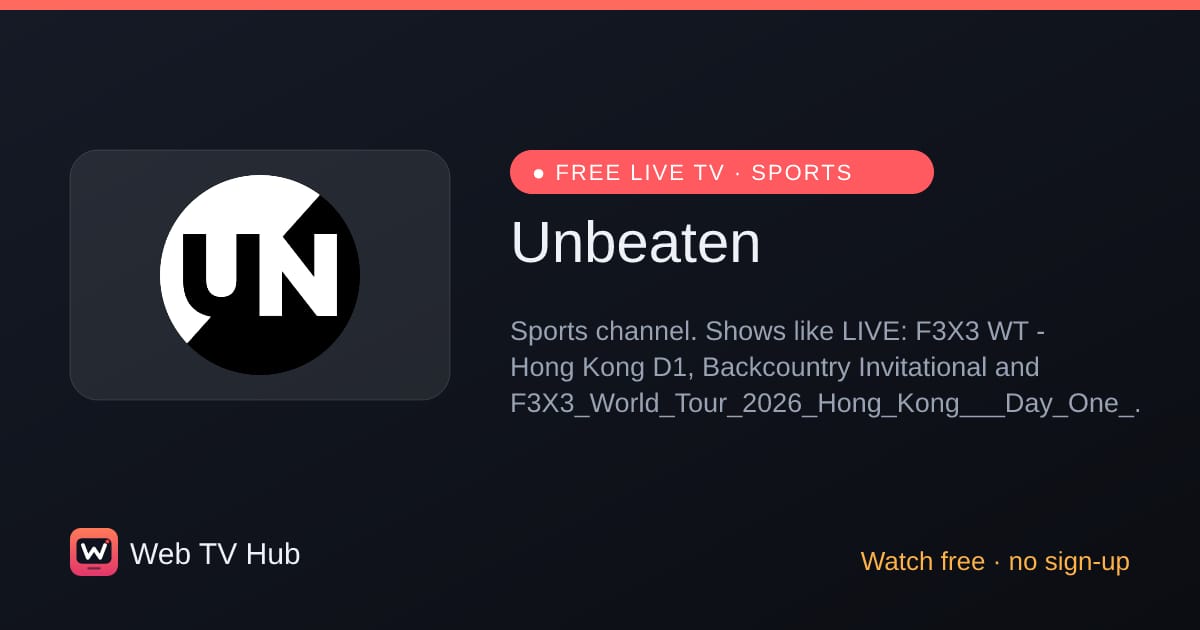 UN
● FREE LIVE TV · SPORTS
Unbeaten
Sports channel. Shows like LIVE: F3X3 WT -
Hong Kong D1, Backcountry Invitational and
F3X3_World_Tour_2026_Hong_Kong___Day_One_.
W
Web TV Hub
Watch free · no sign-up